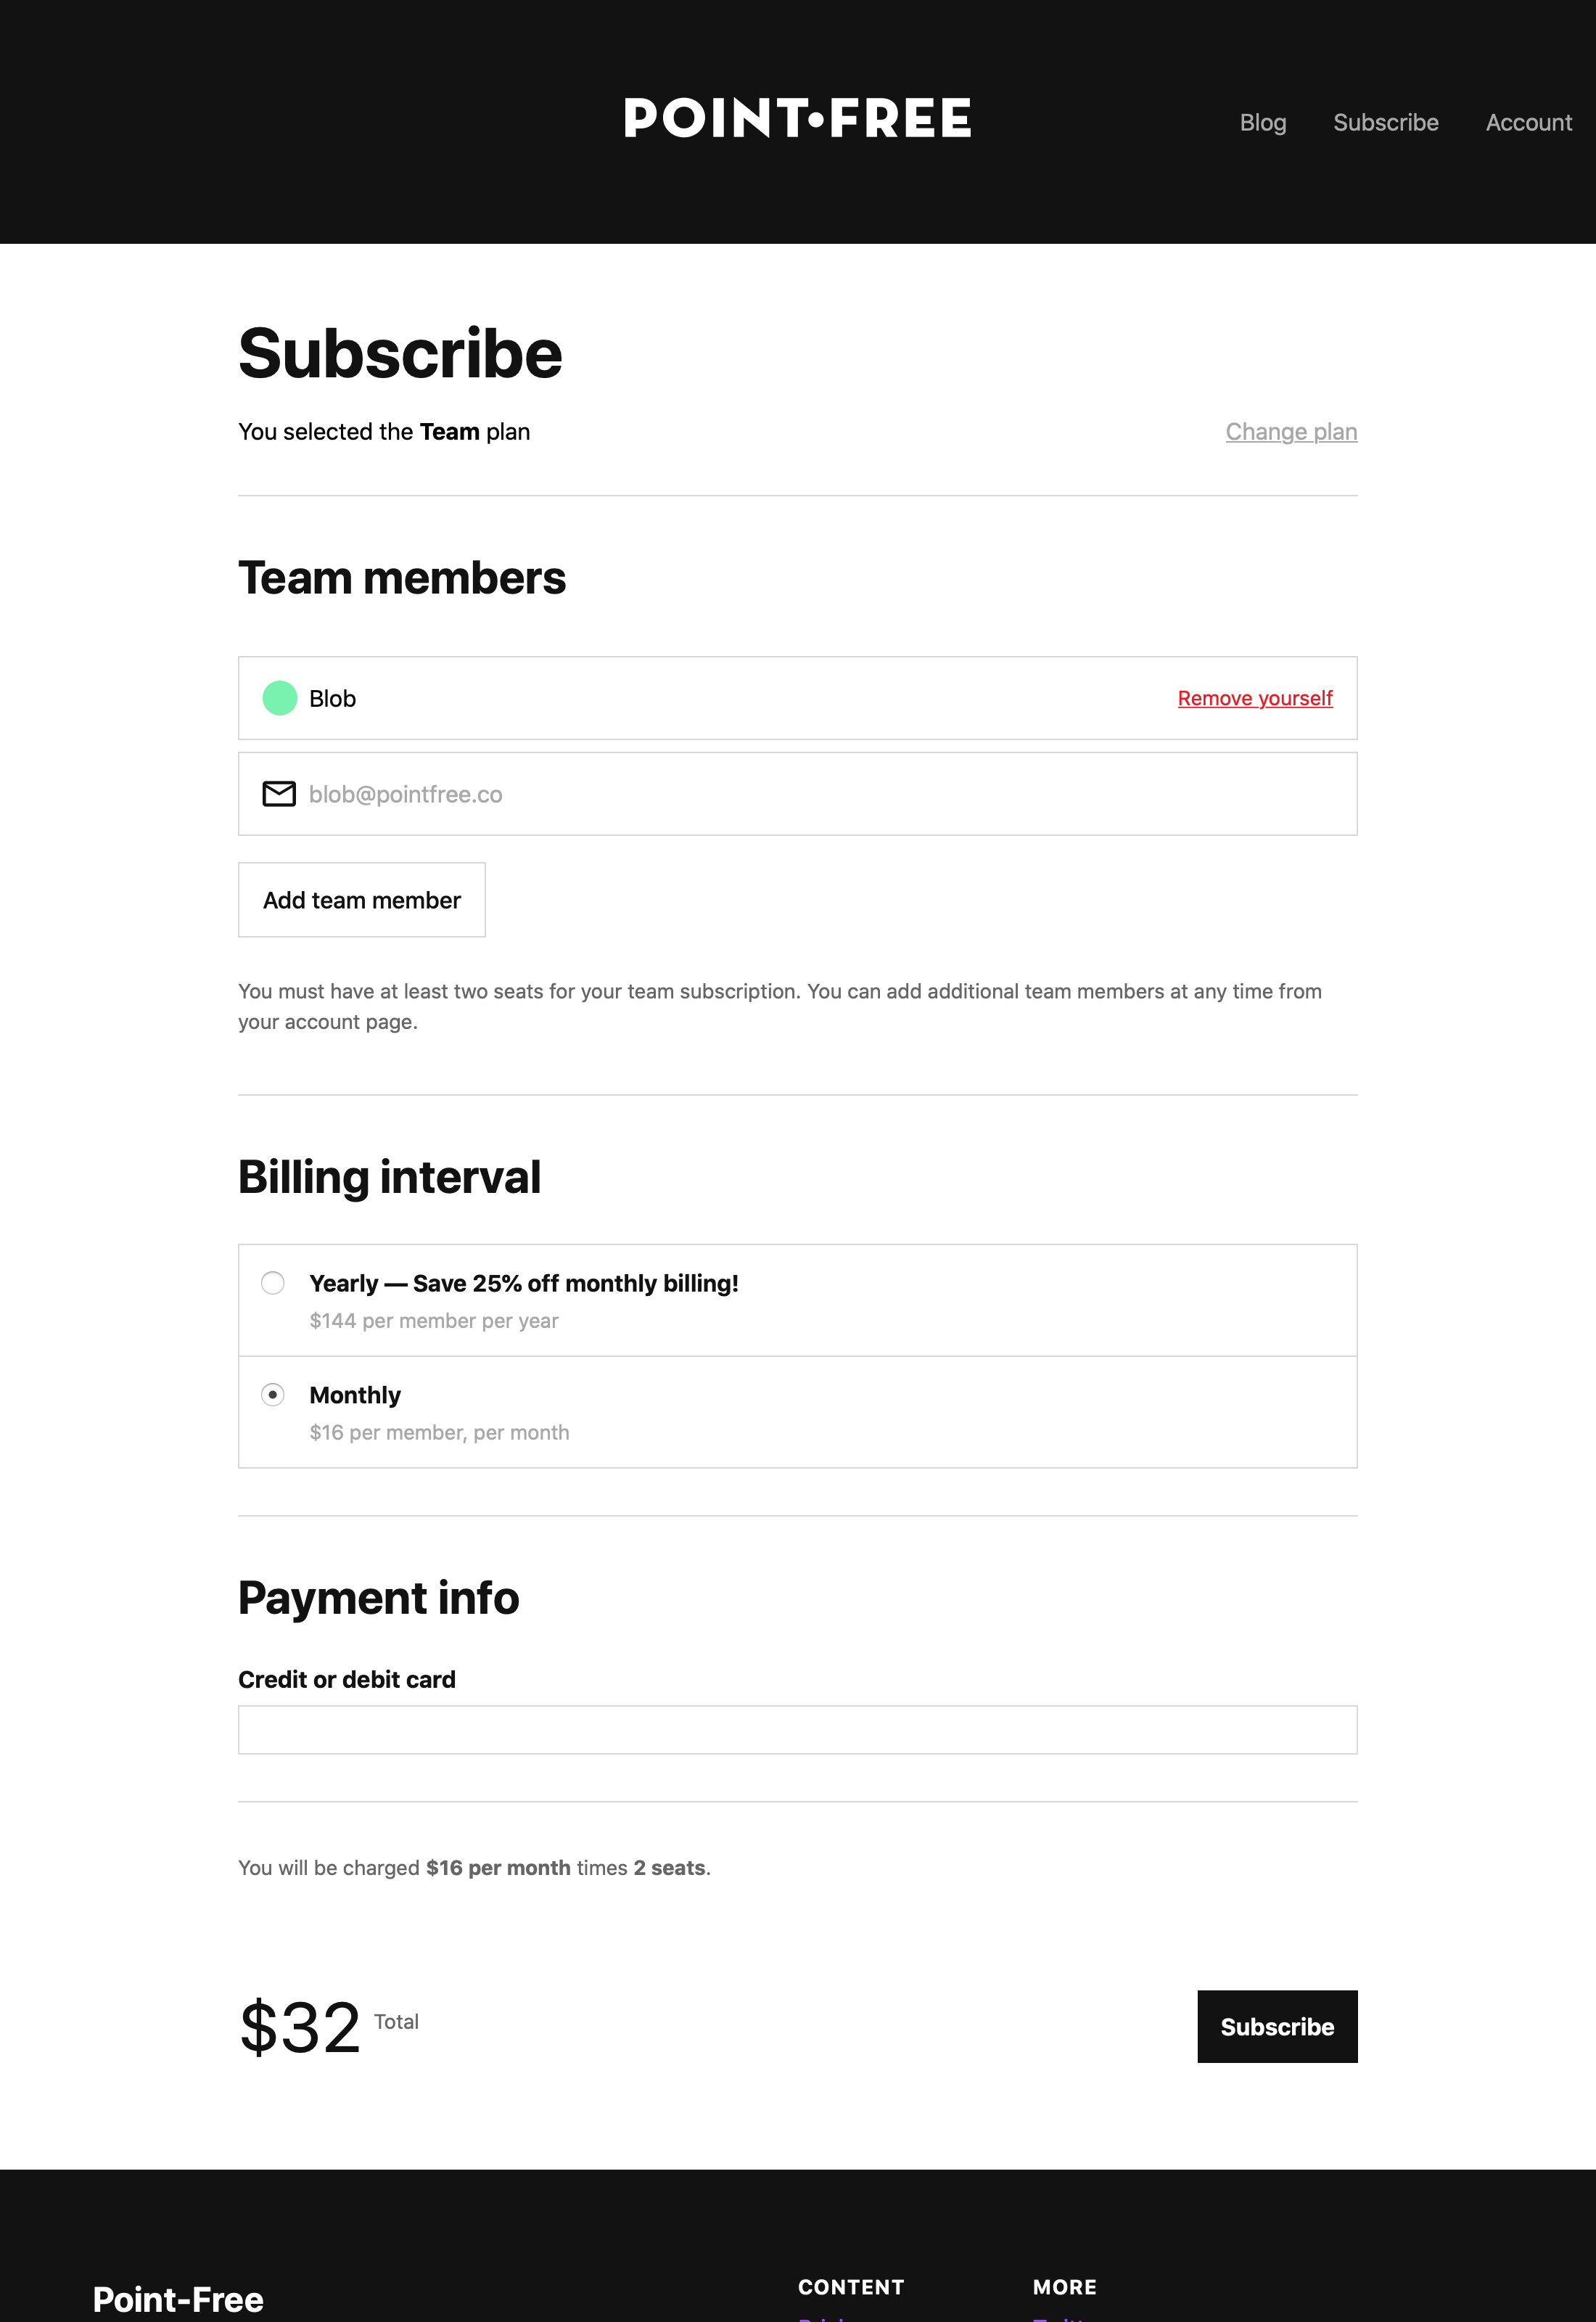 POINT•FREE
Blog Subscribe Account
Subscribe
You selected the Team plan
Change plan
Team members
Blob
Remove yourself
blob@pointfree.co
Add team member
You must have at least two seats for your team subscription. You can add additional team members at any time from
your account page.
Billing interval
Yearly — Save 25% off monthly billing!
$144 per member per year
Monthly
$16 per member, per month
Payment info
Credit or debit card
You will be charged $16 per month times 2 seats.
$32 Total
Subscribe
Point-Free
CONTENT
MORE